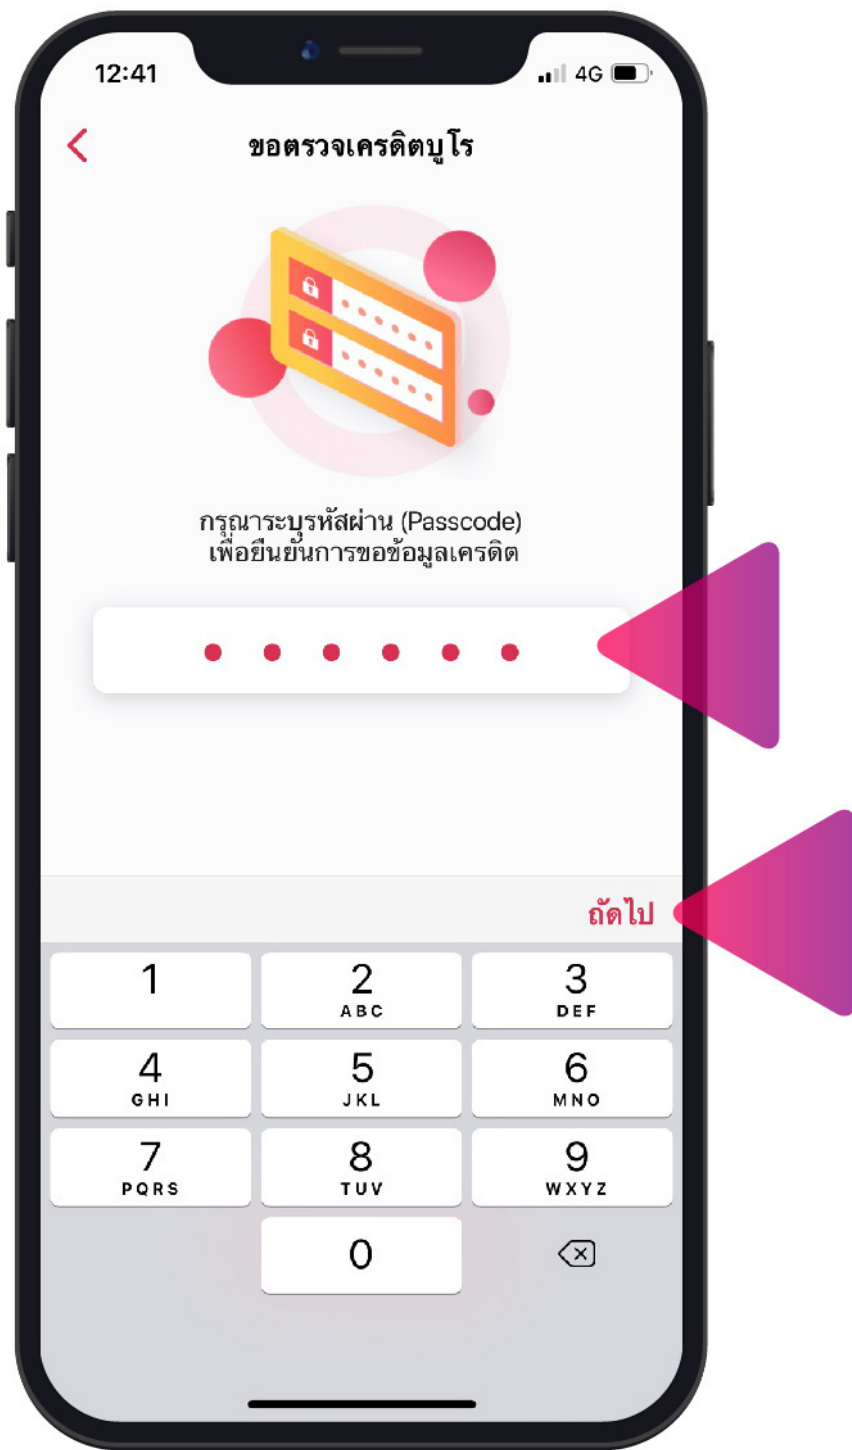 12:41
4G
ขอตรวจเครดิตบูโร
กรุณาระบุรหัสผ่าน (Passcode)
เพื่อยืนยันการขอข้อมูลเครดิต
ถัดไป
1
2
ABC
3
DEF
4
GHI
5
JKL
6
MNO
7
PQRS
8
TUV
9
WXYZ
0